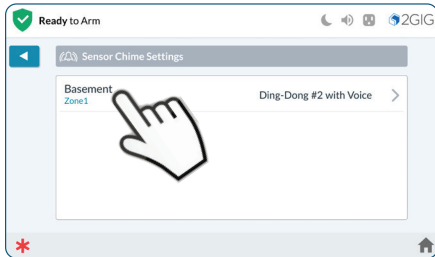 Ready to Arm
2GIG
Sensor Chime Settings
Basement
Zone1
Ding-Dong #2 with Voice